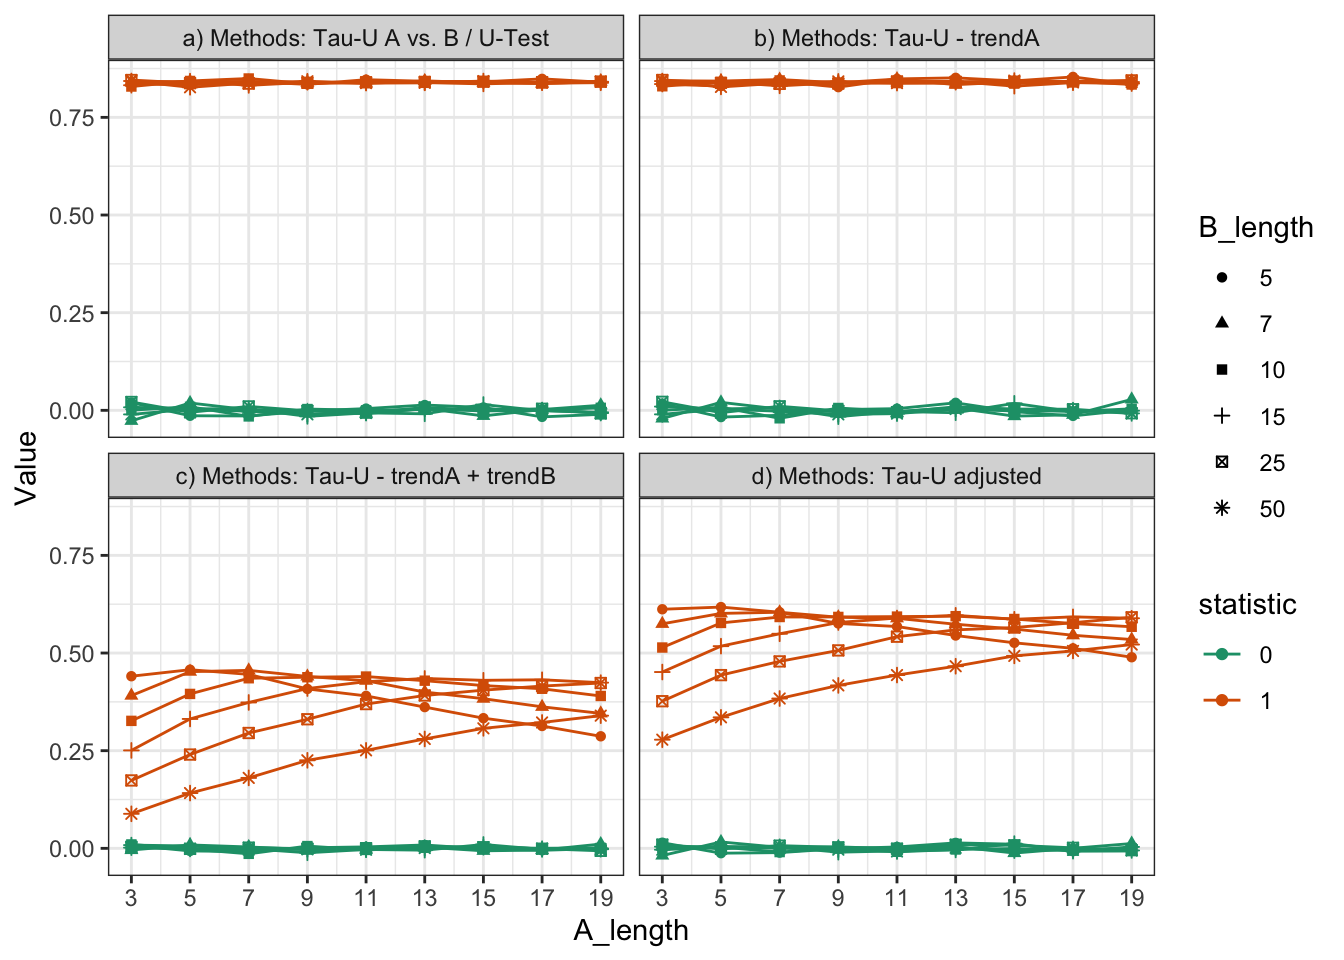 a) Methods: Tau-U A vs. B / U-Test
b) Methods: Tau-U - trendA
0.75
0.50
0.25
0.00
c) Methods: Tau-U - trendA + trendB
d) Methods: Tau-U adjusted
0.75
0.50
0.25
0.00
3 5 7 9 11 13 15 17 19
3 5 7 9 11 13 15 17 19
A_length
Value
B_length
5
7
10
15
25
50
statistic
0
1